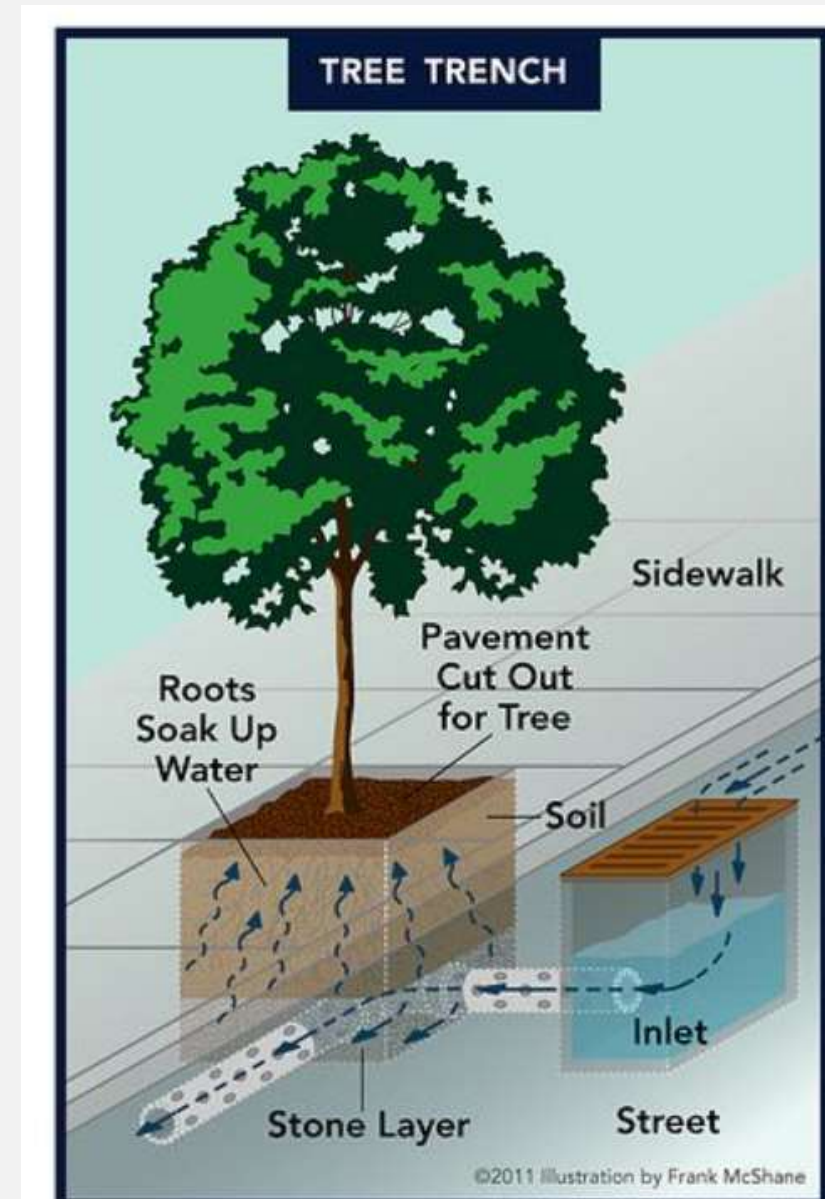 TREE TRENCH
Sidewalk
Pavement
Cut Out
for Tree
Roots
Soak Up
Water
Soil
Inlet
Stone Layer
Street
©2011 Illustration by Frank McShane